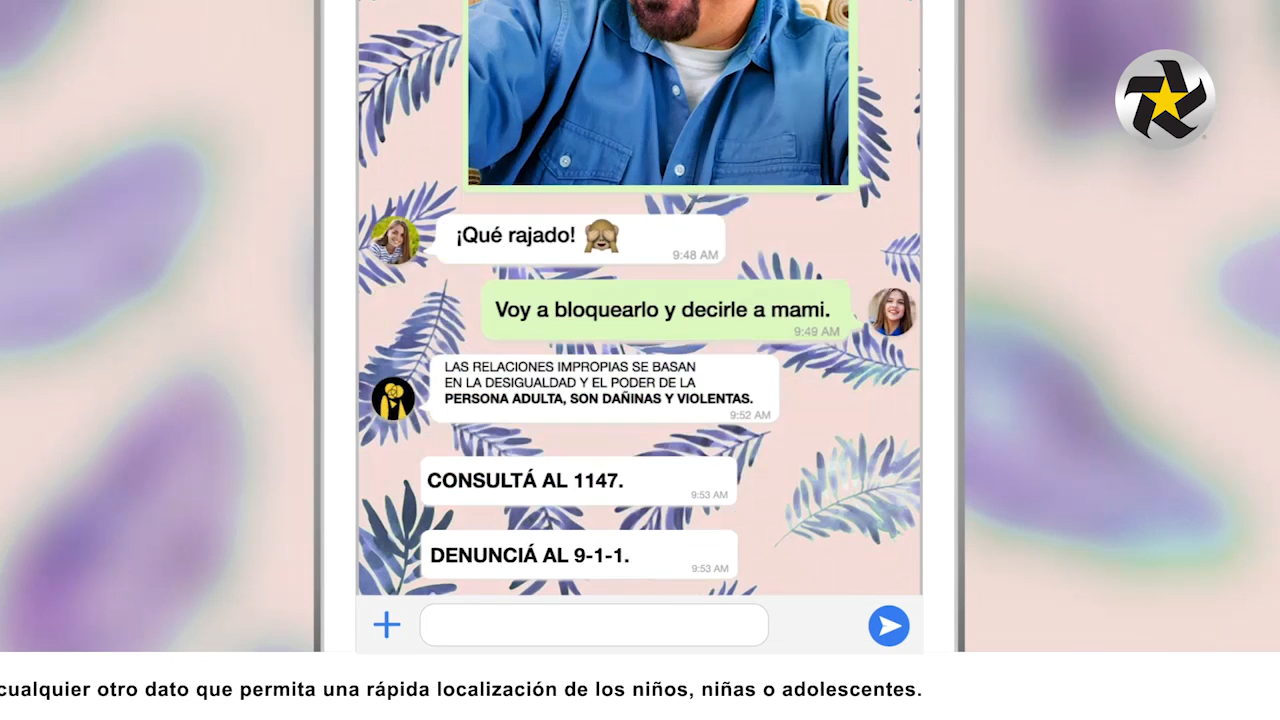 ¡Qué rajado! 🙈
9:48 AM
Voy a bloquearlo y decirle a mami.
9:49 AM
LAS RELACIONES IMPROPIAS SE BASAN
EN LA DESIGUALDAD Y EL PODER DE LA
PERSONA ADULTA, SON DAÑINAS Y VIOLENTAS.
9:52 AM
CONSULTÁ AL 1147.
9:53 AM
DENUNCIÁ AL 9-1-1.
9:53 AM
cualquier otro dato que permita una rápida localización de los niños, niñas o adolescentes.